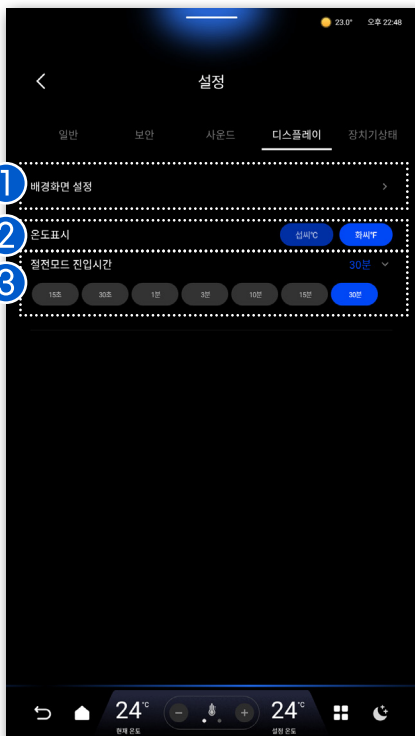 23.0° 오후 22:48
설정
일반 보안 사운드 디스플레이 장치기상태
1 배경화면 설정
2 온도표시 섭씨°C 화씨°F
절전모드 진입시간 30분
3 15초 30초 1분 3분 10분 15분 30분
24°C 24°C
현재 온도 설정 온도